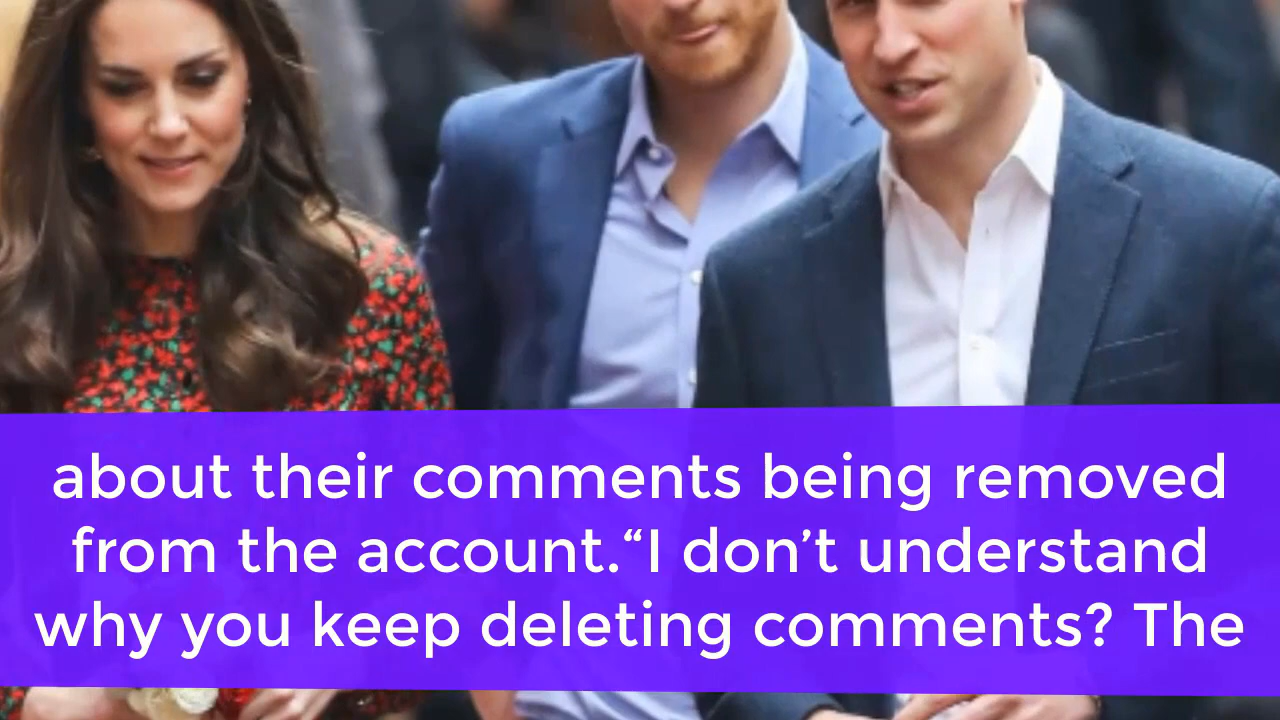 about their comments being removed
from the account.“I don’t understand
why you keep deleting comments? The